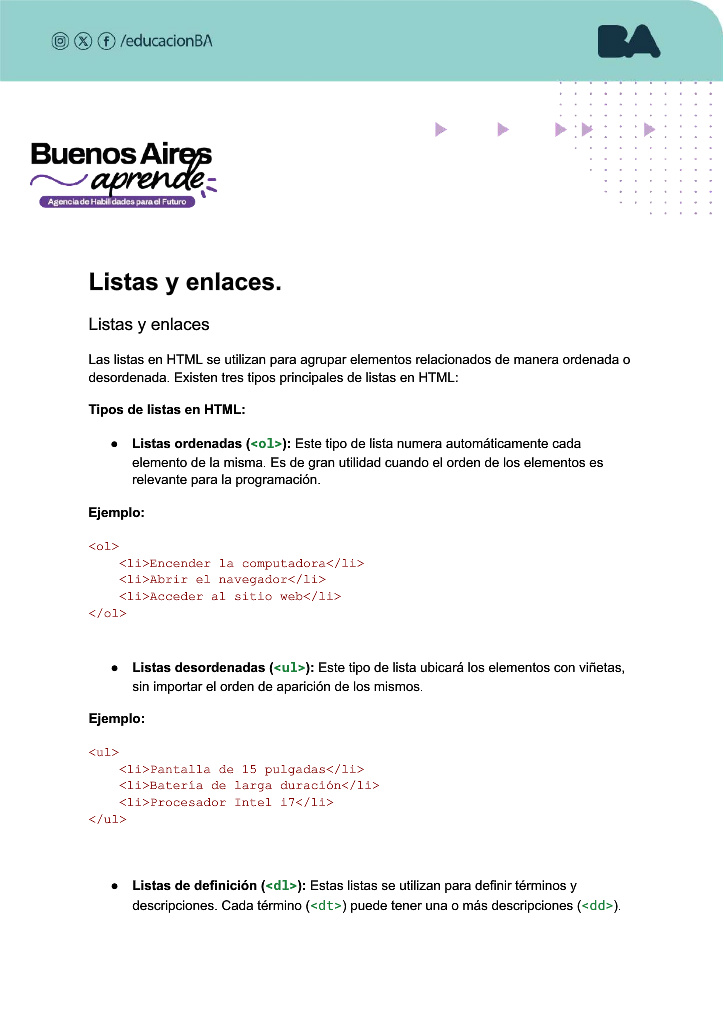 /educacionBA
BA
Buenos Aires
aprende
Agencia de Habilidades para el Futuro
Listas y enlaces.
Listas y enlaces
Las listas en HTML se utilizan para agrupar elementos relacionados de manera ordenada o
desordenada. Existen tres tipos principales de listas en HTML:
Tipos de listas en HTML:
● Listas ordenadas (<ol>): Este tipo de lista numera automáticamente cada
elemento de la misma. Es de gran utilidad cuando el orden de los elementos es
relevante para la programación.
Ejemplo:
<ol>
    <li>Encender la computadora</li>
    <li>Abrir el navegador</li>
    <li>Acceder al sitio web</li>
</ol>
● Listas desordenadas (<ul>): Este tipo de lista ubicará los elementos con viñetas,
sin importar el orden de aparición de los mismos.
Ejemplo:
<ul>
    <li>Pantalla de 15 pulgadas</li>
    <li>Batería de larga duración</li>
    <li>Procesador Intel i7</li>
</ul>
● Listas de definición (<dl>): Estas listas se utilizan para definir términos y
descripciones. Cada término (<dt>) puede tener una o más descripciones (<dd>).